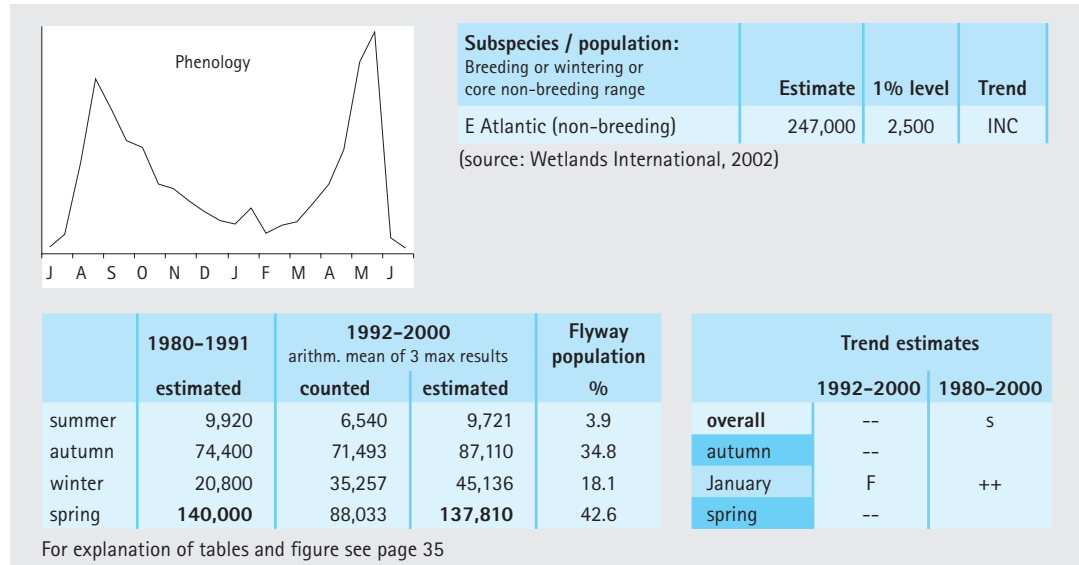 Phenology
J A S O N D J F M A M J
Subspecies / population:
Breeding or wintering or
core non-breeding range Estimate 1% level Trend
E Atlantic (non-breeding) 247,000 2,500 INC
(source: Wetlands International, 2002)
1980-1991 1992-2000 Flyway
arithm. mean of 3 max results population
estimated counted estimated %
summer 9,920 6,540 9,721 3.9
autumn 74,400 71,493 87,110 34.8
winter 20,800 35,257 45,136 18.1
spring 140,000 88,033 137,810 42.6
Trend estimates
1992-2000 1980-2000
overall -- s
autumn --
January F ++
spring --
For explanation of tables and figure see page 35